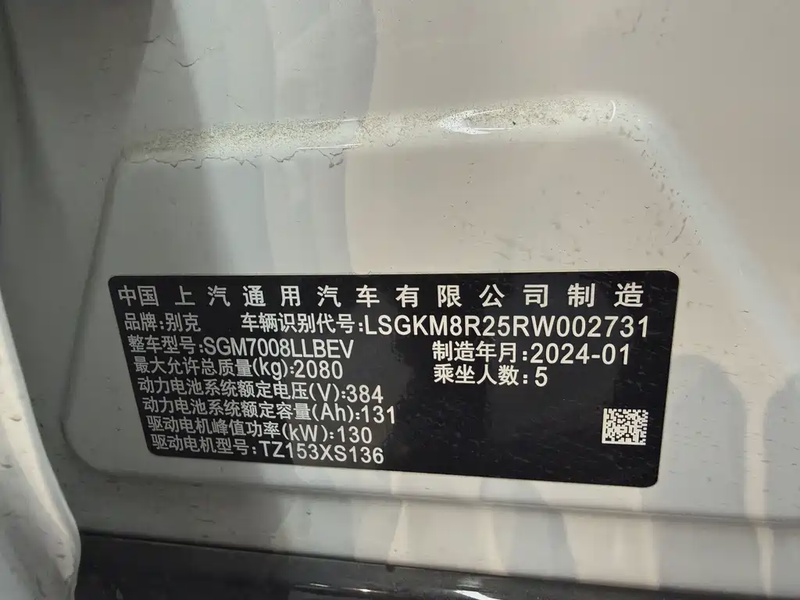 中国上汽通用汽车有限公司制造
品牌:别克 车辆识别代号:LSGKM8R25RW002731
整车型号:SGM7008LLBEV 制造年月:2024-01
最大允许总质量(kg):2080 乘坐人数:5
动力电池系统额定电压(V):384
动力电池系统额定容量(Ah):131
驱动电机峰值功率(kW):130
驱动电机型号:TZ153XS136